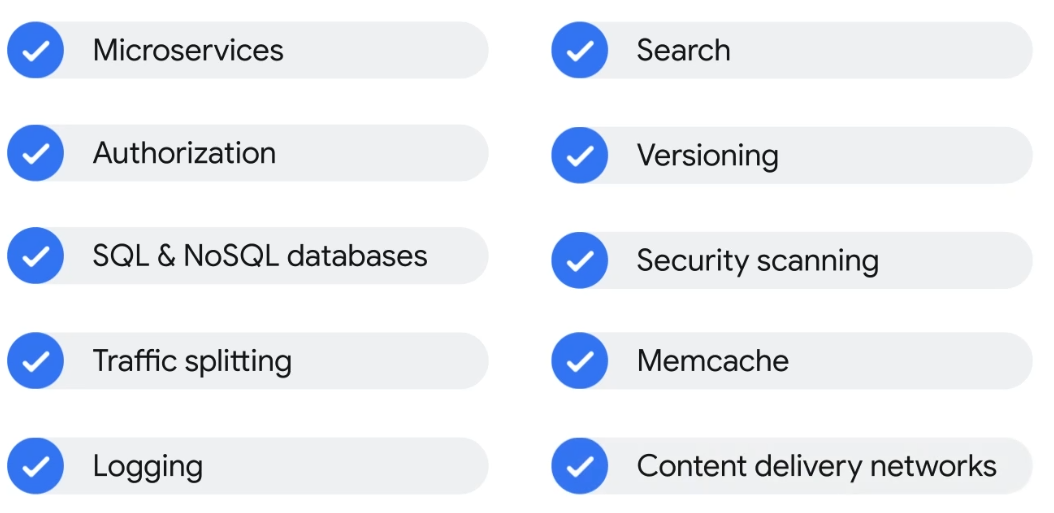 Microservices
Authorization
SQL & NoSQL databases
Traffic splitting
Logging
Search
Versioning
Security scanning
Memcache
Content delivery networks